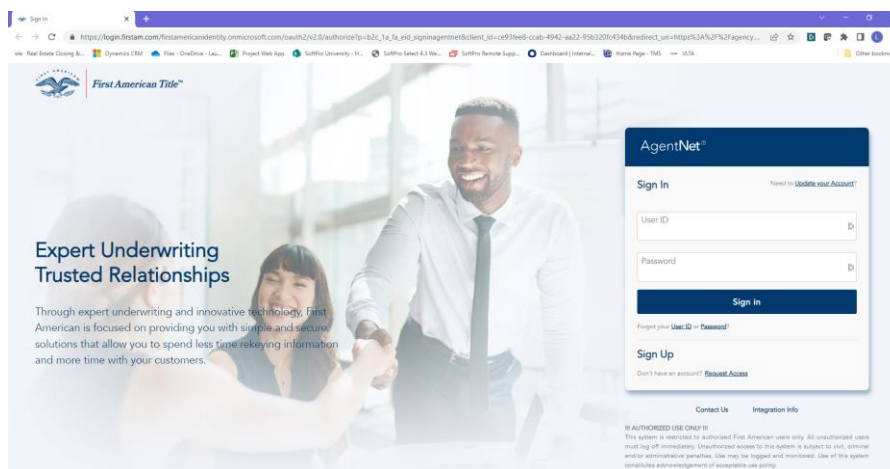 Sign In
https://login.firstam.com/firstamericanidentity.onmicrosoft.com/oauth2/v2.0/authorize?p=b2c_1a_fa_eid_signinagentnet&client_id=ce93fee8-ccab-4942-aa22-95b320fc434b&redirect_uri=https%3A%2F%2Fagency...
Real Estate Closing &... Dynamics CRM Files - OneDrive - Lau... Project Web App SoftPro University - H... SoftPro Select 4.3 We... SoftPro Remote Supp... Dashboard | Internal... Home Page - TMS VLTA Other bookm
First American Title™
AgentNet®
Sign In Need to Update your Account?
User ID
Password
Sign in
Forgot your User ID or Password?
Sign Up
Don't have an account? Request Access
Expert Underwriting
Trusted Relationships
Through expert underwriting and innovative technology, First
American is focused on providing you with simple and secure
solutions that allow you to spend less time rekeying information
and more time with your customers.
Contact Us Integration Info
!!! AUTHORIZED USE ONLY !!!
This system is restricted to authorized First American users only. All unauthorized users
must log off immediately. Unauthorized access to this system is subject to civil, criminal
and/or administrative penalties. Use may be logged and monitored. Use of this system
constitutes acknowledgement of acceptable use policy.